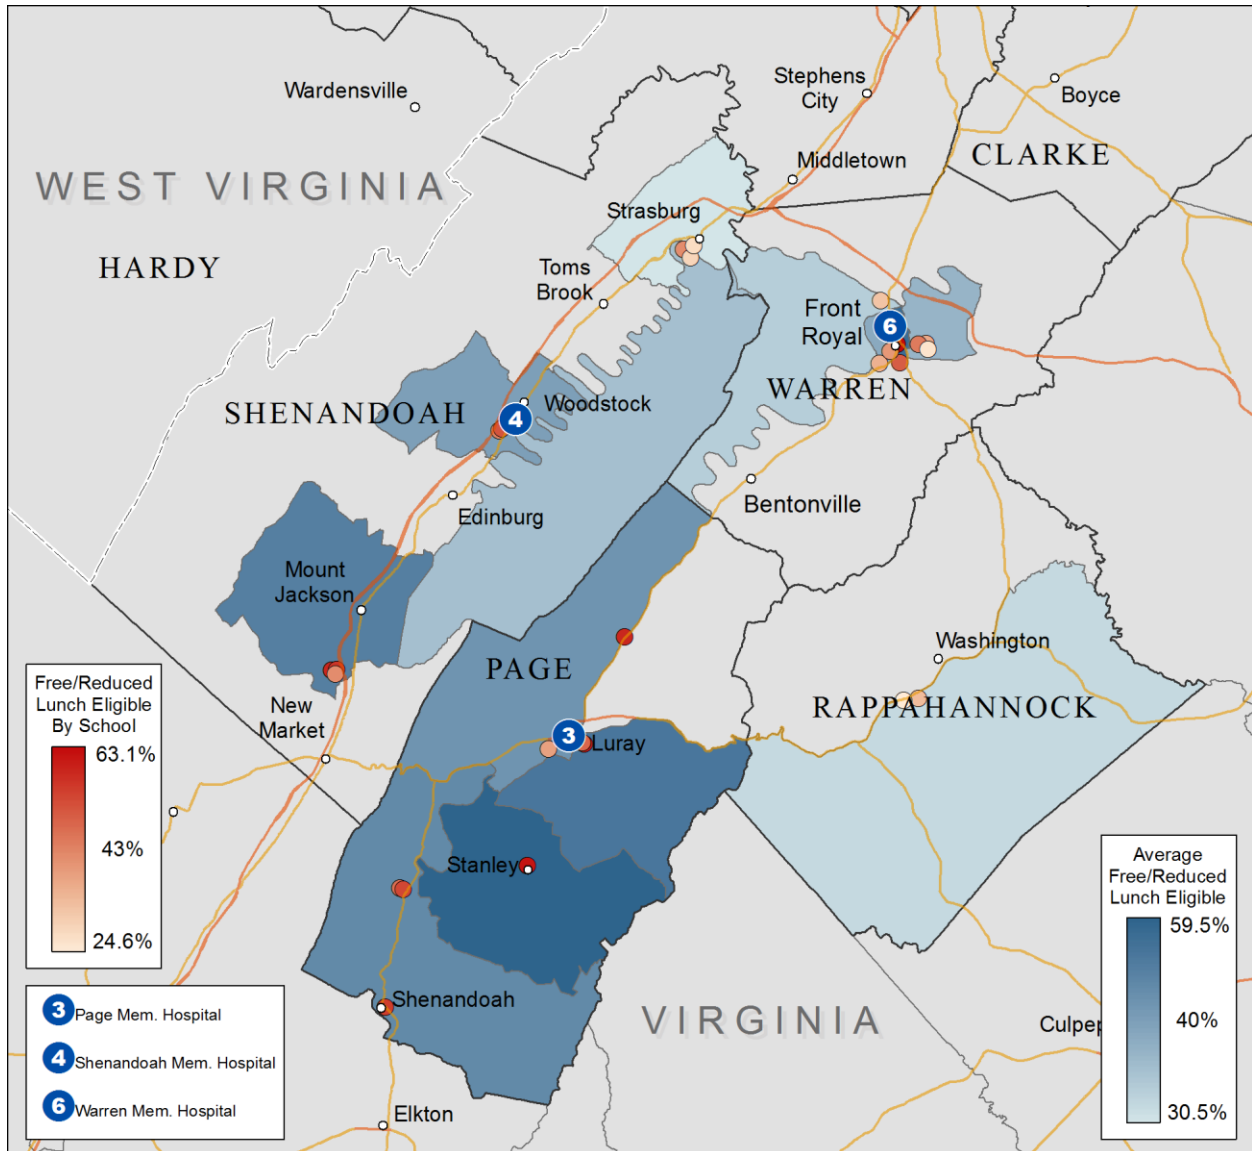 Wardensville
Stephens
City
Boyce
CLARKE
Middletown
WEST VIRGINIA
Strasburg
HARDY
Toms
Brook
Front
Royal
6
WARREN
SHENANDOAH
Woodstock
4
Bentonville
Edinburg
Mount
Jackson
Washington
PAGE
RAPPAHANNOCK
New
Market
3
Luray
Stanley
Shenandoah
VIRGINIA
Culpep
Elkton
Free/Reduced
Lunch Eligible
By School
63.1%
43%
24.6%
3 Page Mem. Hospital
4 Shenandoah Mem. Hospital
6 Warren Mem. Hospital
Average
Free/Reduced
Lunch Eligible
59.5%
40%
30.5%